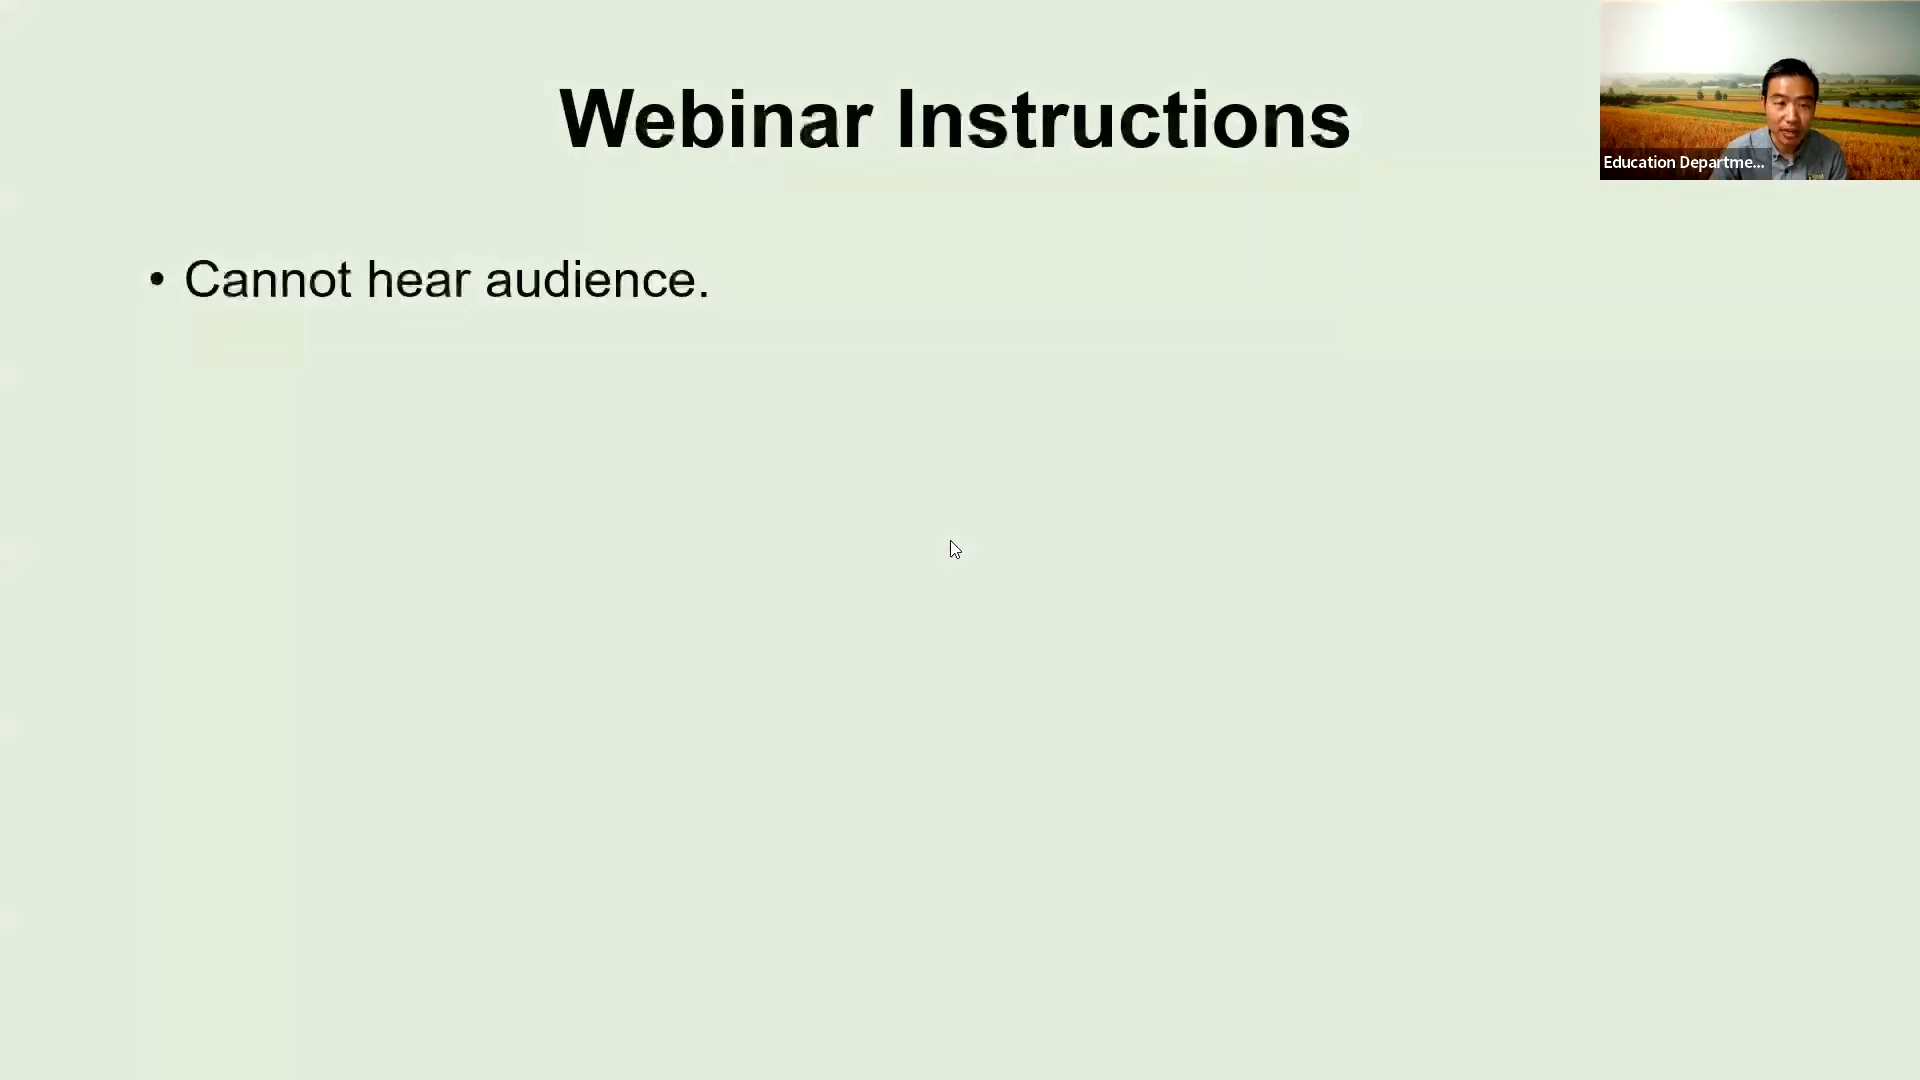 Webinar Instructions
Education Departme...
• Cannot hear audience.